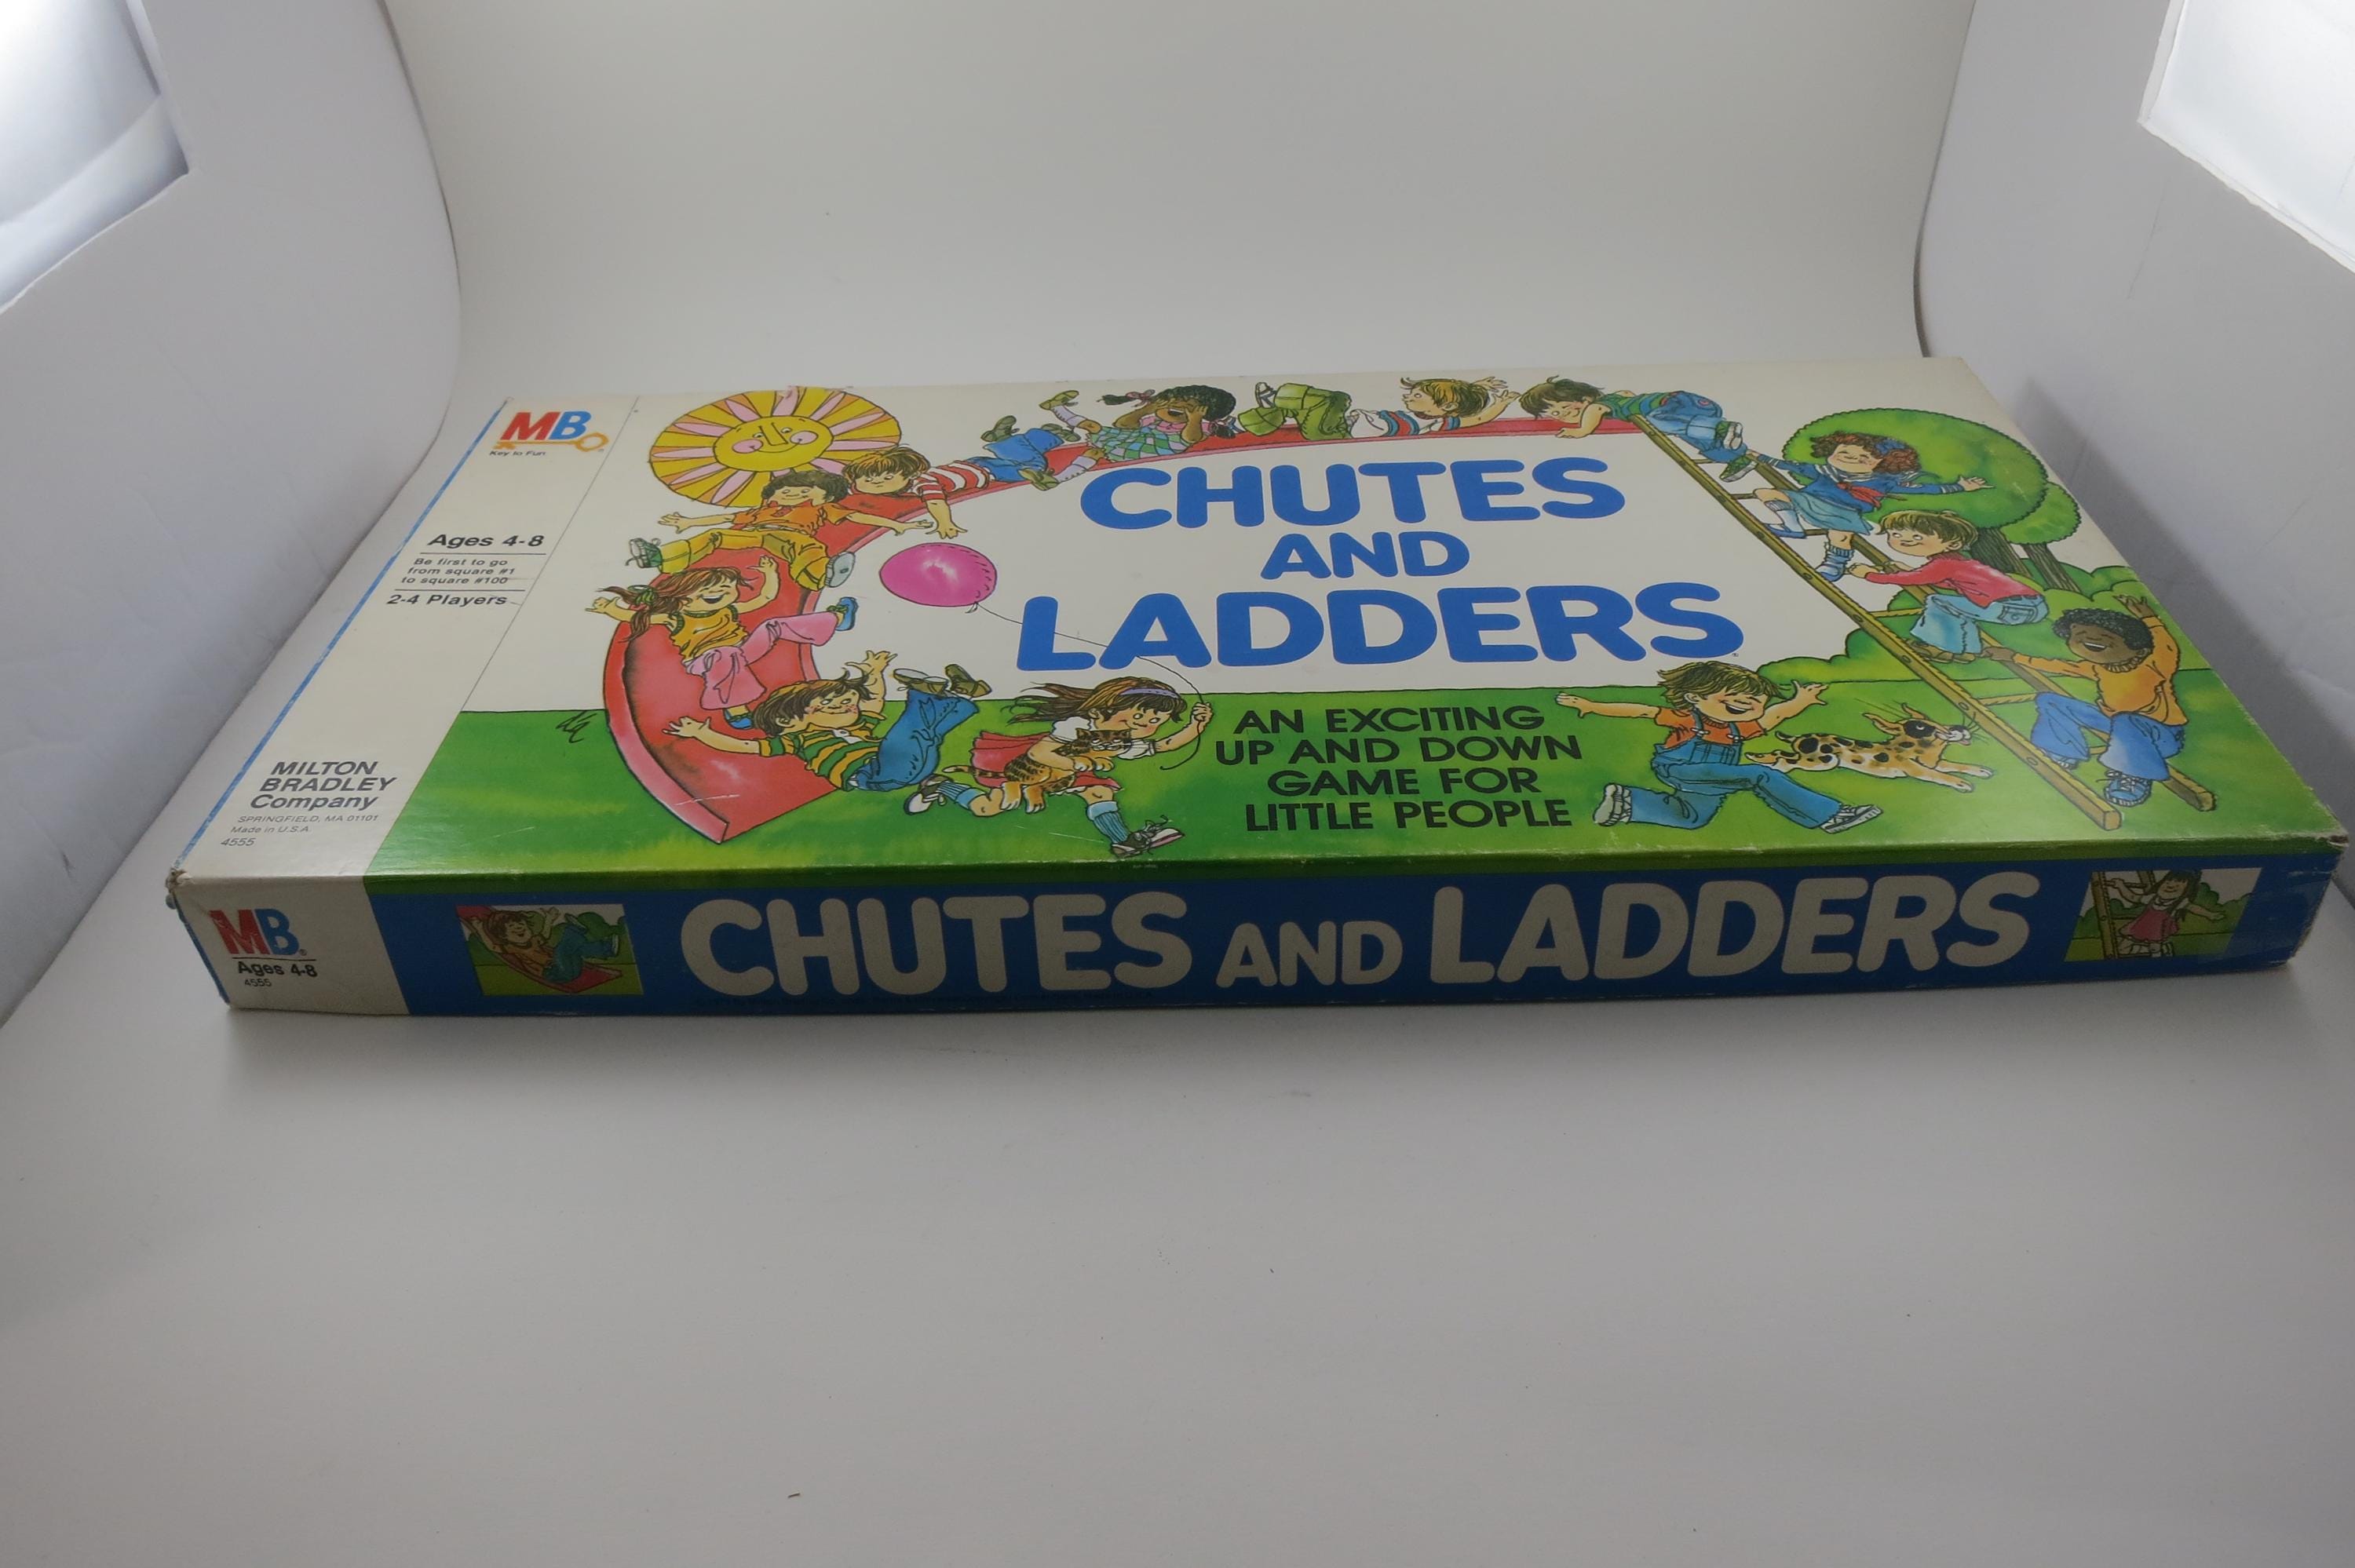 MB
Key to Fun
Ages 4-8
Be first to go
from square #1
to square #100
2-4 Players
MILTON
BRADLEY
Company
SPRINGFIELD, MA 01101
Made in U.S.A
4555
CHUTES
AND
LADDERS
AN EXCITING
UP AND DOWN
GAME FOR
LITTLE PEOPLE
MB
Ages 4-8
4555
CHUTES AND LADDERS